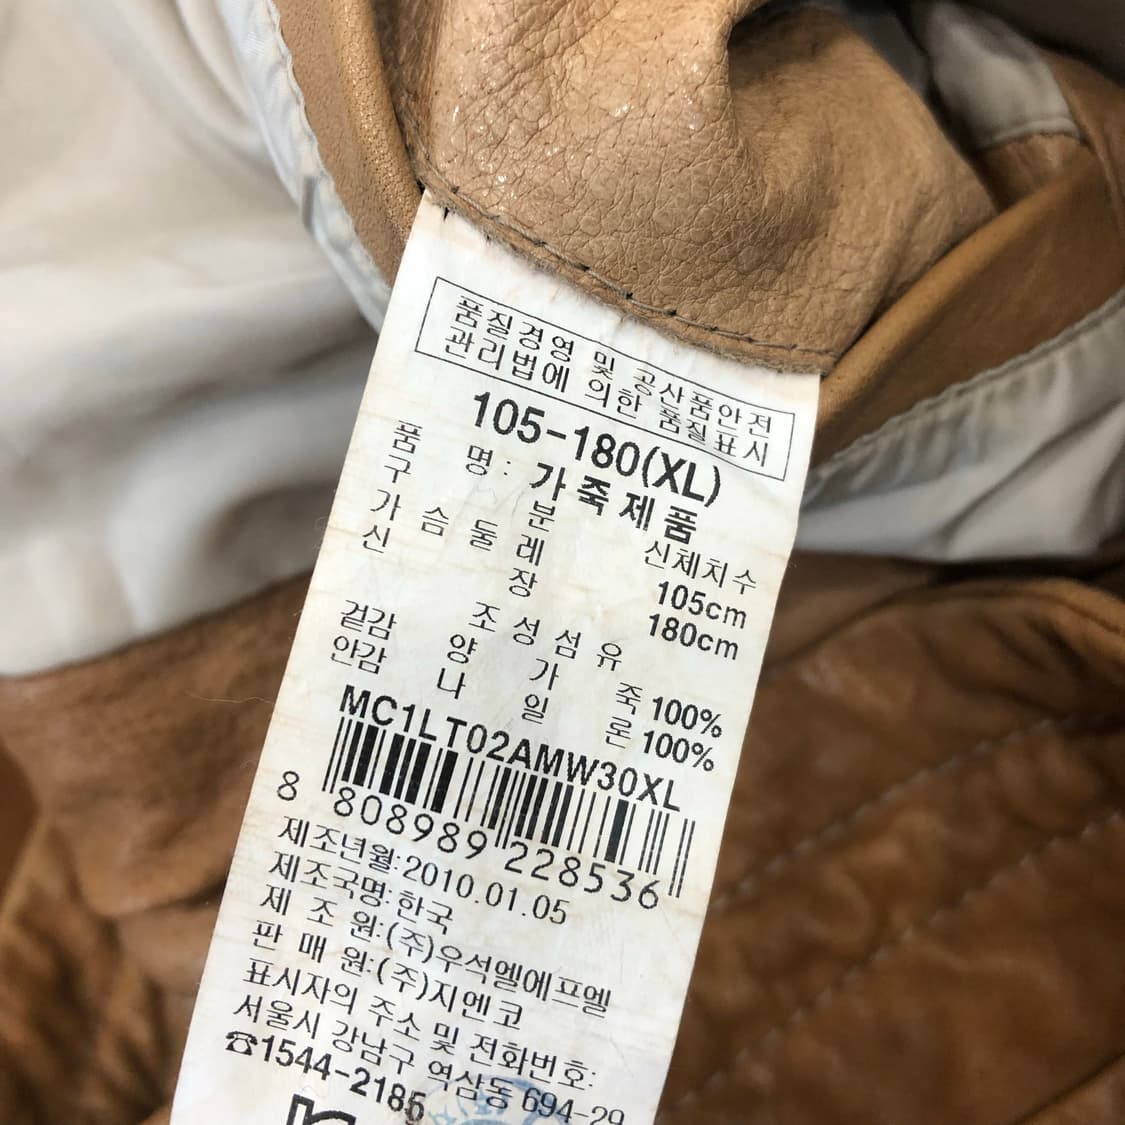 품질경영 및 공산품안전
관리법에 의한 품질표시
105-180(XL)
품 명: 가죽제품
구 분 신체치수
가슴둘레 105cm
신 장 180cm
조성섬유
겉감 양 가 죽 100%
안감 나 일 론 100%
MC1LT02AMW30XL
8 808989 228536
제조년월:2010.01.05
제조국명:한국
제 조 원:(주)우석엘에프엘
판 매 원:(주)지엔코
표시자의 주소 및 전화번호:
서울시 강남구 역삼동 694-29
☎1544-2186